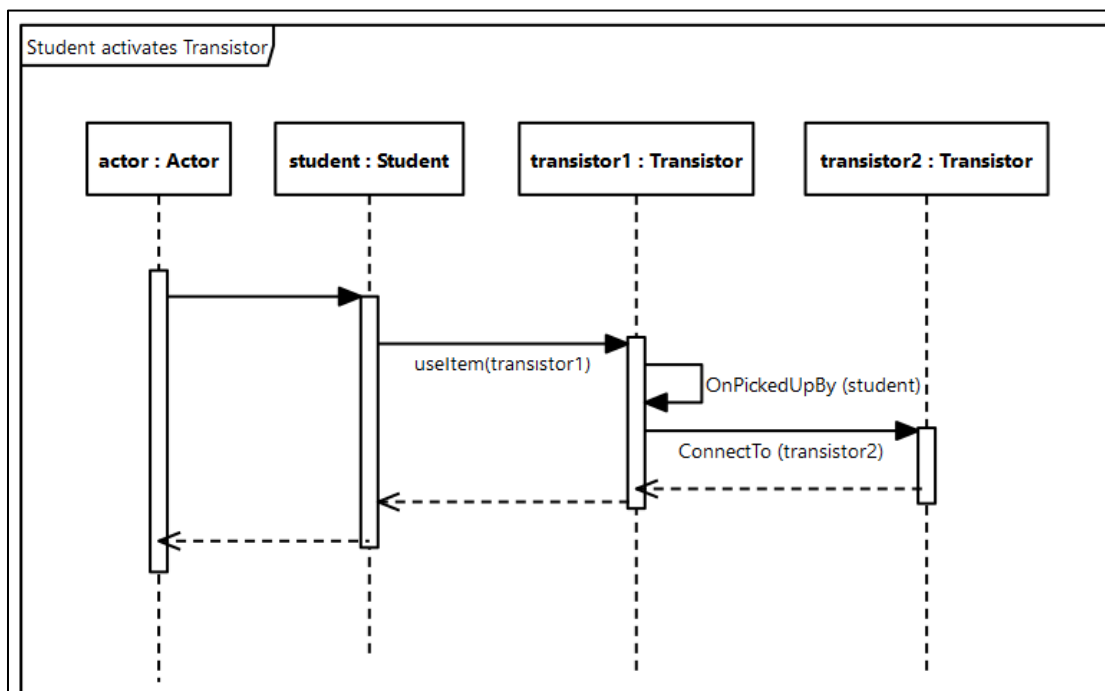 Student activates Transistor
actor : Actor
student : Student
transistor1 : Transistor
transistor2 : Transistor
useItem(transistor1)
OnPickedUpBy (student)
ConnectTo (transistor2)